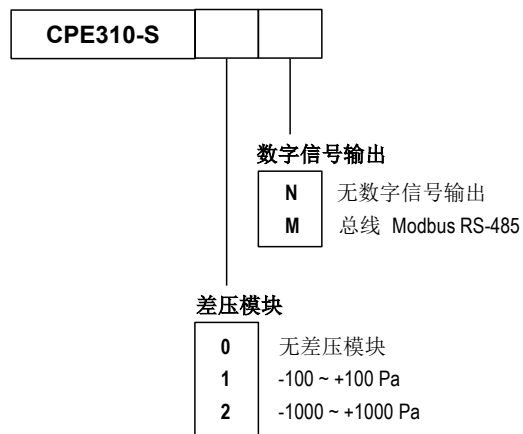 CPE310-S
数字信号输出
N 无数字信号输出
M 总线 Modbus RS-485
差压模块
0 无差压模块
1 -100 ~ +100 Pa
2 -1000 ~ +1000 Pa